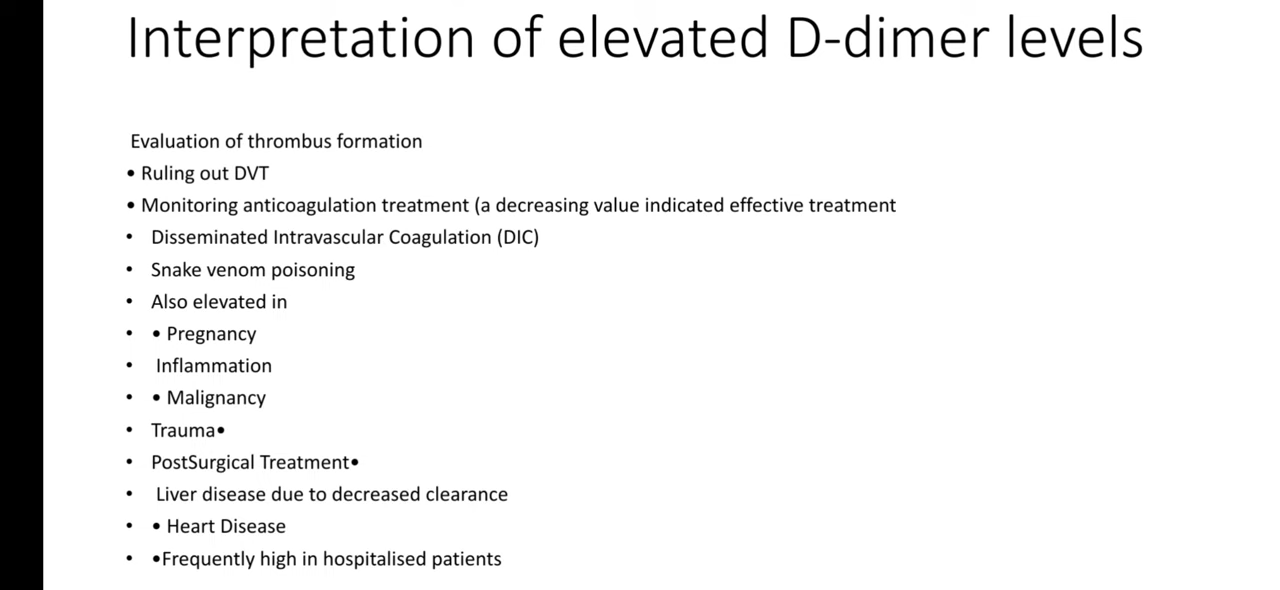 Interpretation of elevated D-dimer levels
Evaluation of thrombus formation
• Ruling out DVT
• Monitoring anticoagulation treatment (a decreasing value indicated effective treatment
• Disseminated Intravascular Coagulation (DIC)
• Snake venom poisoning
• Also elevated in
• • Pregnancy
• Inflammation
• • Malignancy
• Trauma•
• PostSurgical Treatment•
• Liver disease due to decreased clearance
• • Heart Disease
• •Frequently high in hospitalised patients